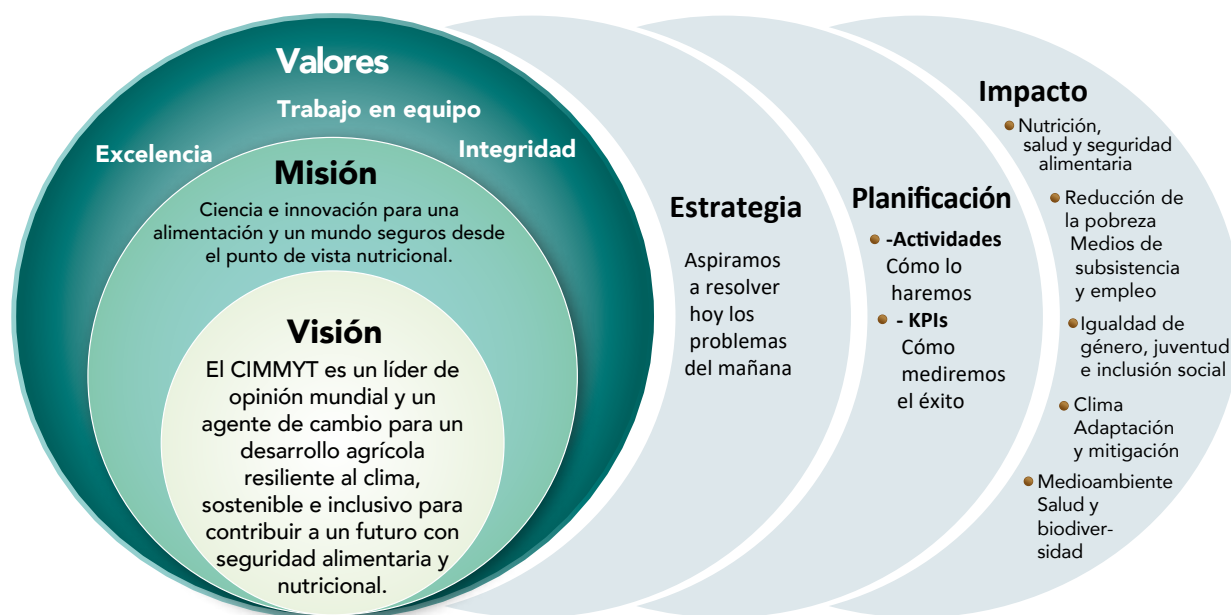 Valores
Trabajo en equipo
Excelencia
Integridad
Misión
Ciencia e innovación para una
alimentación y un mundo seguros desde
el punto de vista nutricional.
Visión
El CIMMYT es un líder de
opinión mundial y un
agente de cambio para un
desarrollo agrícola
resiliente al clima,
sostenible e inclusivo para
contribuir a un futuro con
seguridad alimentaria y
nutricional.
Estrategia
Aspiramos
a resolver
hoy los
problemas
del mañana
Planificación
-Actividades
Cómo lo
haremos
- KPIs
Cómo
mediremos
el éxito
Impacto
Nutrición,
salud y seguridad
alimentaria
Reducción de
la pobreza
Medios de
subsistencia
y empleo
Igualdad de
género, juventud
e inclusión social
Clima
Adaptación
y mitigación
Medioambiente
Salud y
biodiver-
sidad